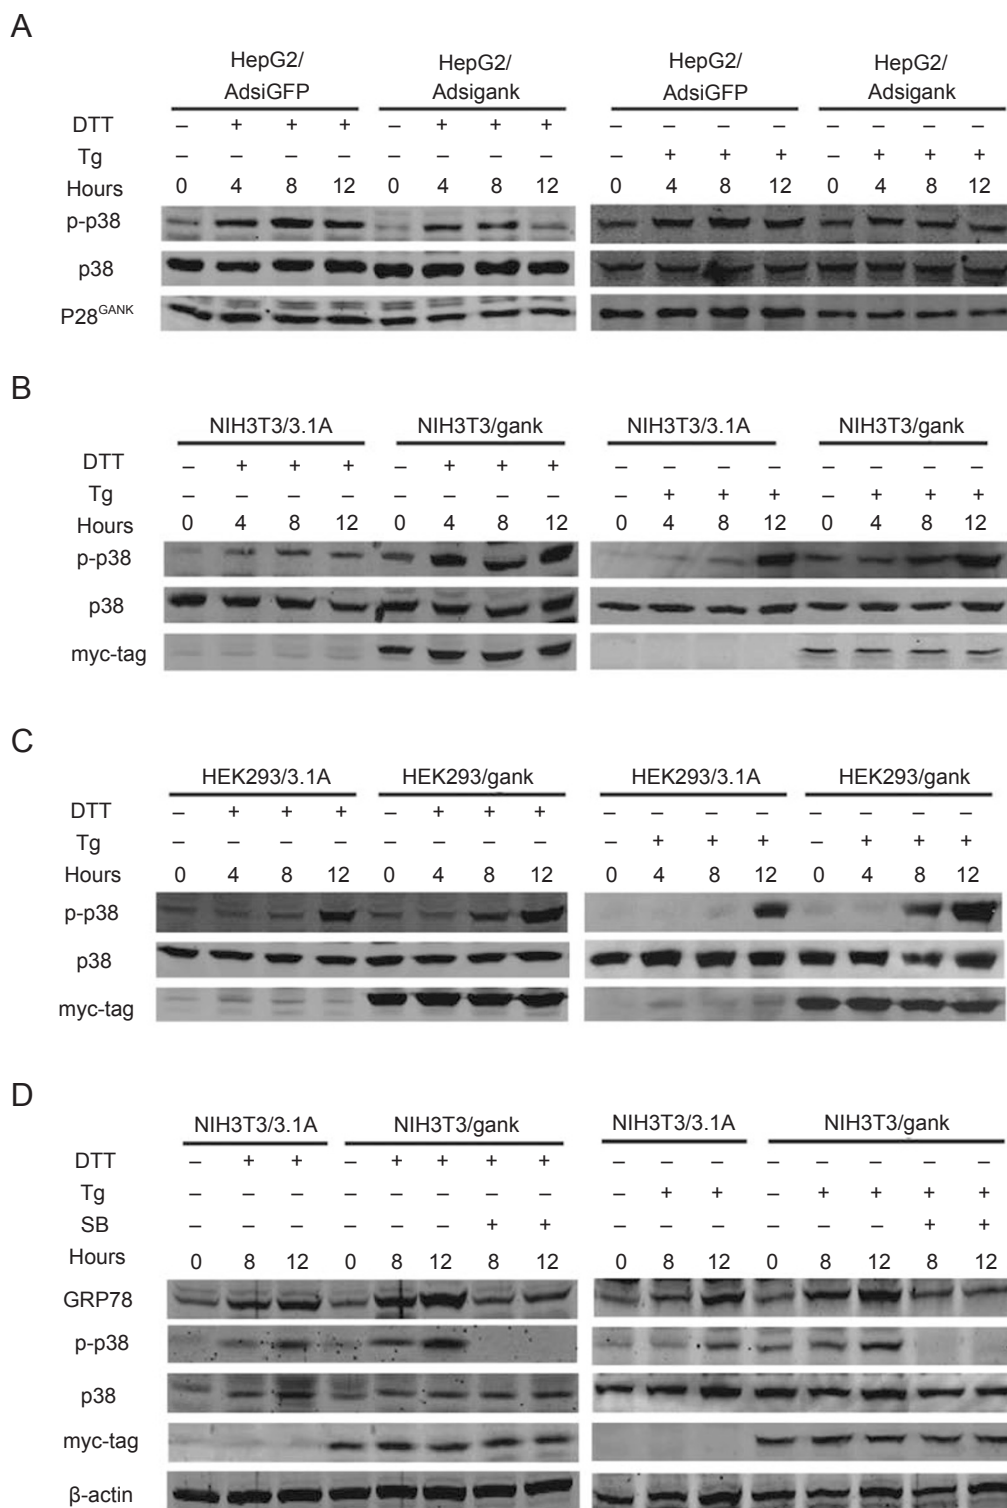 A
HepG2/ AdsiGFP HepG2/ Adsigank HepG2/ AdsiGFP HepG2/ Adsigank
DTT – + + + – + + + – – – – – – – –
Tg – – – – – – – – – + + + – + + +
Hours 0 4 8 12 0 4 8 12 0 4 8 12 0 4 8 12
p-p38
p38
P28GANK
B
NIH3T3/3.1A NIH3T3/gank NIH3T3/3.1A NIH3T3/gank
DTT – + + + – + + + – – – – – – – –
Tg – – – – – – – – – + + + – + + +
Hours 0 4 8 12 0 4 8 12 0 4 8 12 0 4 8 12
p-p38
p38
myc-tag
C
HEK293/3.1A HEK293/gank HEK293/3.1A HEK293/gank
DTT – + + + – + + + – – – – – – – –
Tg – – – – – – – – – + + + – + + +
Hours 0 4 8 12 0 4 8 12 0 4 8 12 0 4 8 12
p-p38
p38
myc-tag
D
NIH3T3/3.1A NIH3T3/gank NIH3T3/3.1A NIH3T3/gank
DTT – + + – + + + + – – – – – – – –
Tg – – – – – – – – – + + – + + + +
SB – – – – – – + + – – – – – – + +
Hours 0 8 12 0 8 12 8 12 0 8 12 0 8 12 8 12
GRP78
p-p38
p38
myc-tag
β-actin